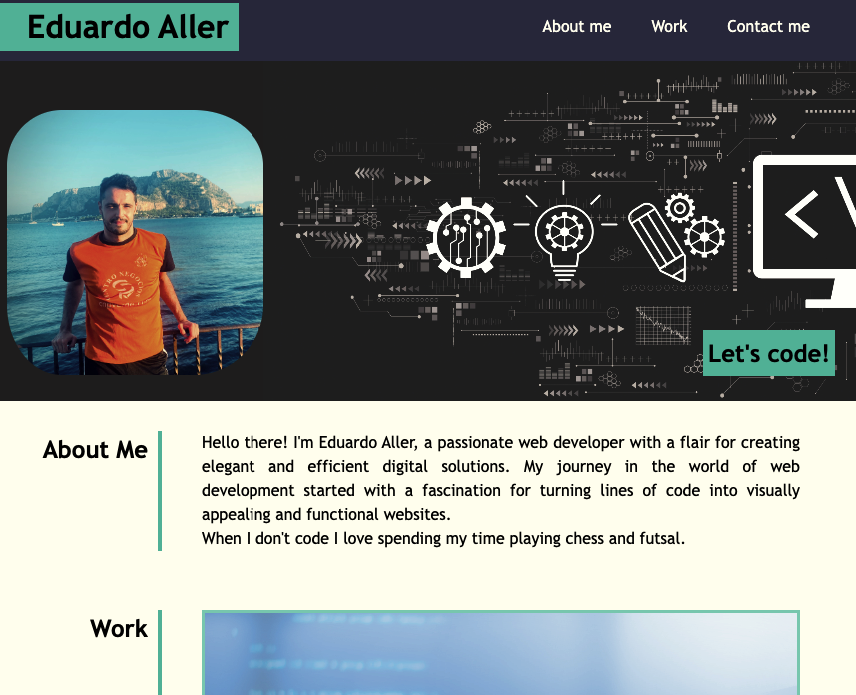 Eduardo Aller
About me Work Contact me
Let's code!
About Me
Hello there! I'm Eduardo Aller, a passionate web developer with a flair for creating
elegant and efficient digital solutions. My journey in the world of web
development started with a fascination for turning lines of code into visually
appealing and functional websites.
When I don't code I love spending my time playing chess and futsal.
Work